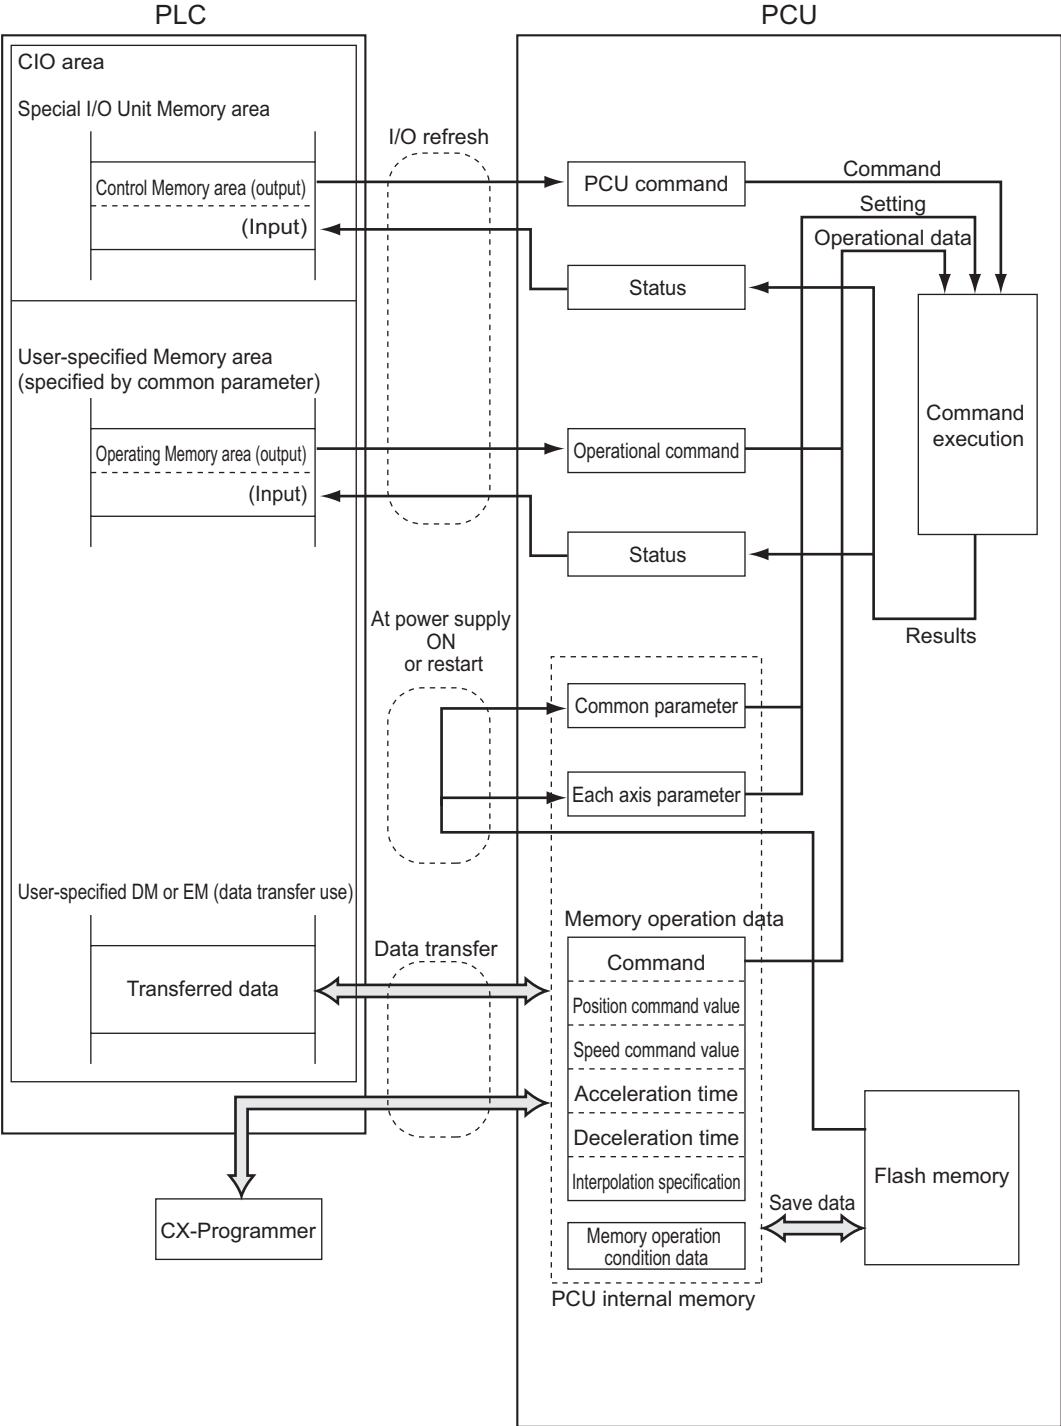 PLC
PCU
CIO area
Special I/O Unit Memory area
I/O refresh
Control Memory area (output)
(Input)
PCU command
Command
Setting
Operational data
Status
User-specified Memory area
(specified by common parameter)
Operating Memory area (output)
(Input)
Operational command
Status
Command
execution
Results
At power supply
ON
or restart
Common parameter
Each axis parameter
User-specified DM or EM (data transfer use)
Transferred data
Data transfer
Memory operation data
Command
Position command value
Speed command value
Acceleration time
Deceleration time
Interpolation specification
Memory operation
condition data
PCU internal memory
Save data
Flash memory
CX-Programmer